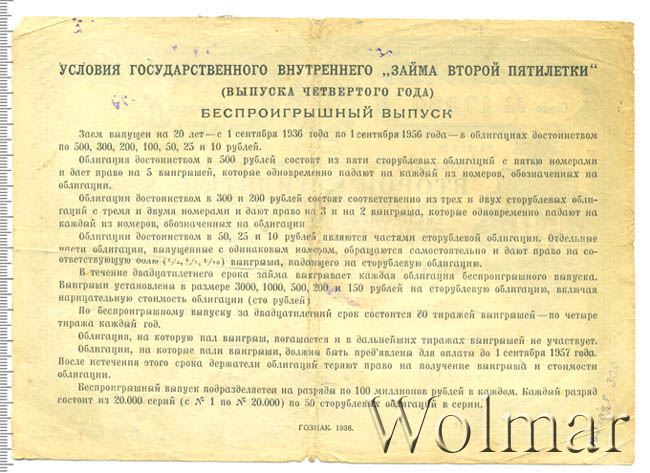 УСЛОВИЯ ГОСУДАРСТВЕННОГО ВНУТРЕННЕГО „ЗАЙМА ВТОРОЙ ПЯТИЛЕТКИ“
(ВЫПУСКА ЧЕТВЕРТОГО ГОДА)
БЕСПРОИГРЫШНЫЙ ВЫПУСК
Заем выпущен на 20 лет—с 1 сентября 1936 года по 1 сентября 1956 года—в облигациях достоинством
по 500, 300, 200, 100, 50, 25 и 10 рублей.
Облигация достоинством в 500 рублей состоит из пяти сторублевых облигаций с пятью номерами
и дает право на 5 выигрышей, которые одновременно падают на каждый из номеров, обозначенных на
облигации.
Облигации достоинством в 300 и 200 рублей состоят соответственно из трех и двух сторублевых обли-
гаций с тремя и двумя номерами и дают право на 3 и на 2 выигрыша, которые одновременно падают на
каждый из номеров, обозначенных на облигации
Облигации достоинством в 50, 25 и 10 рублей являются частями сторублевой облигации. Отдельные
части облигации, выпущенные с одинаковым номером, обращаются самостоятельно и дают право на со-
ответствующую долю выигрыша, падающего на сторублевую облигацию.
В течение двадцатилетнего срока займа выигрывает каждая облигация беспроигрышного выпуска.
Выигрыши установлены в размере 3000, 1000, 500, 200 и 150 рублей на сторублевую облигацию, включая
нарицательную стоимость облигации (сто рублей)
По беспроигрышному выпуску за двадцатилетний срок состоится 80 тиражей выигрышей—по четыре
тиража каждый год.
Облигация, на которую пал выигрыш, погашается и в дальнейших тиражах выигрышей не участвует.
Облигации, на которые пали выигрыши, должны быть пред'явлены для оплаты до 1 сентября 1957 года.
После истечения этого срока держатели облигаций теряют право на получение выигрыша и стоимости
облигации.
Беспроигрышный выпуск подразделяется на разряды по 100 миллионов рублей в каждом. Каждый разряд
состоит из 20.000 серий (с № 1 по № 20.000) по 50 сторублевых облигаций в серии.
ГОЗНАК. 1936.
Wolmar